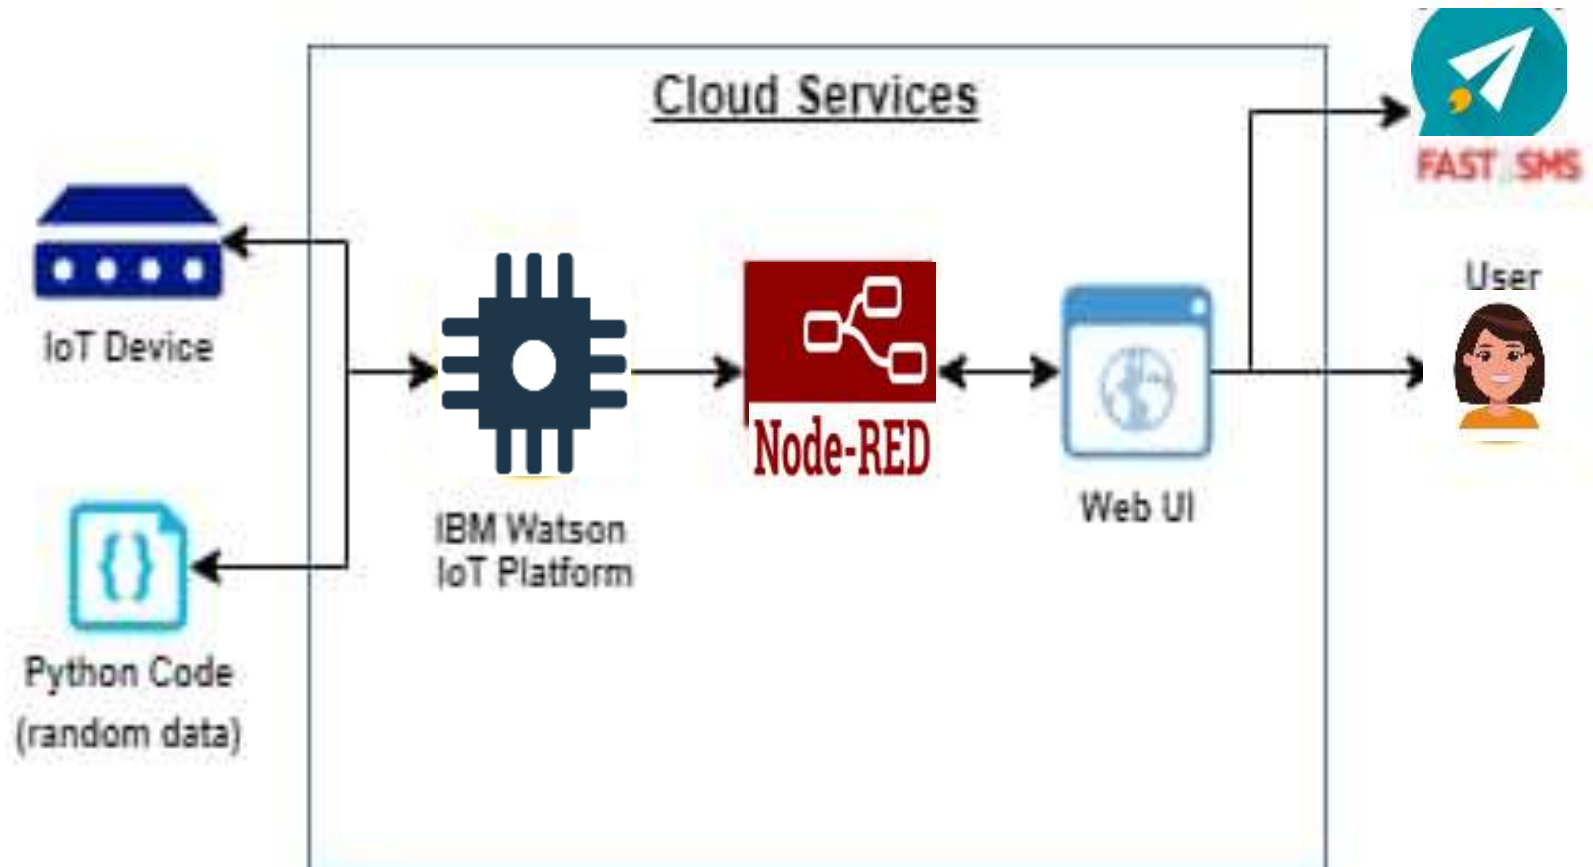 Cloud Services
FAST SMS
User
IoT Device
Node-RED
Web UI
IBM Watson
IoT Platform
Python Code
(random data)